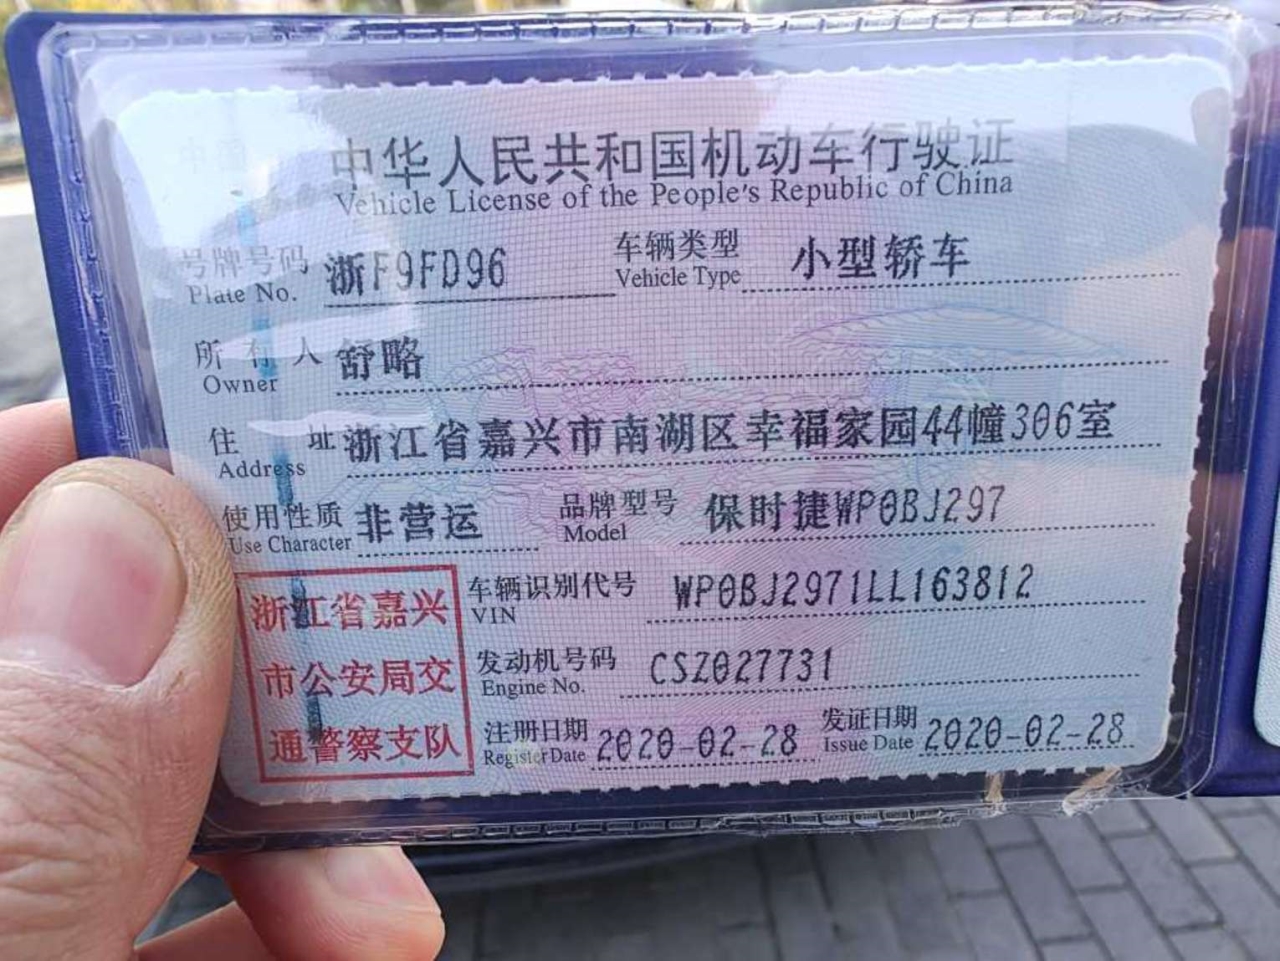 中华人民共和国机动车行驶证
Vehicle License of the People's Republic of China
号牌号码 浙F9FD96 车辆类型 小型轿车
Plate No. Vehicle Type
所有人 舒略
Owner
住址 浙江省嘉兴市南湖区幸福家园44幢306室
Address
使用性质 非营运 品牌型号 保时捷WP0BJ297
Use Character Model
浙江省嘉兴
市公安局交
通警察支队
车辆识别代号 WP0BJ2971LL163812
VIN
发动机号码 CSZ027731
Engine No.
注册日期 2020-02-28 发证日期 2020-02-28
Register Date Issue Date